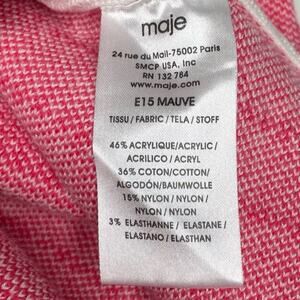 maje
24 rue du Mail-75002 Paris
SMCP USA, Inc
RN 132 784
www.maje.com
E15 MAUVE
TISSU / FABRIC / TELA / STOFF
46% ACRYLIQUE/ACRYLIC /
ACRILICO / ACRYL
36% COTON/COTTON/
ALGODÓN/BAUMWOLLE
15% NYLON / NYLON/
NYLON / NYLON
3% ELASTHANNE / ELASTANE/
ELASTANO / ELASTHAN